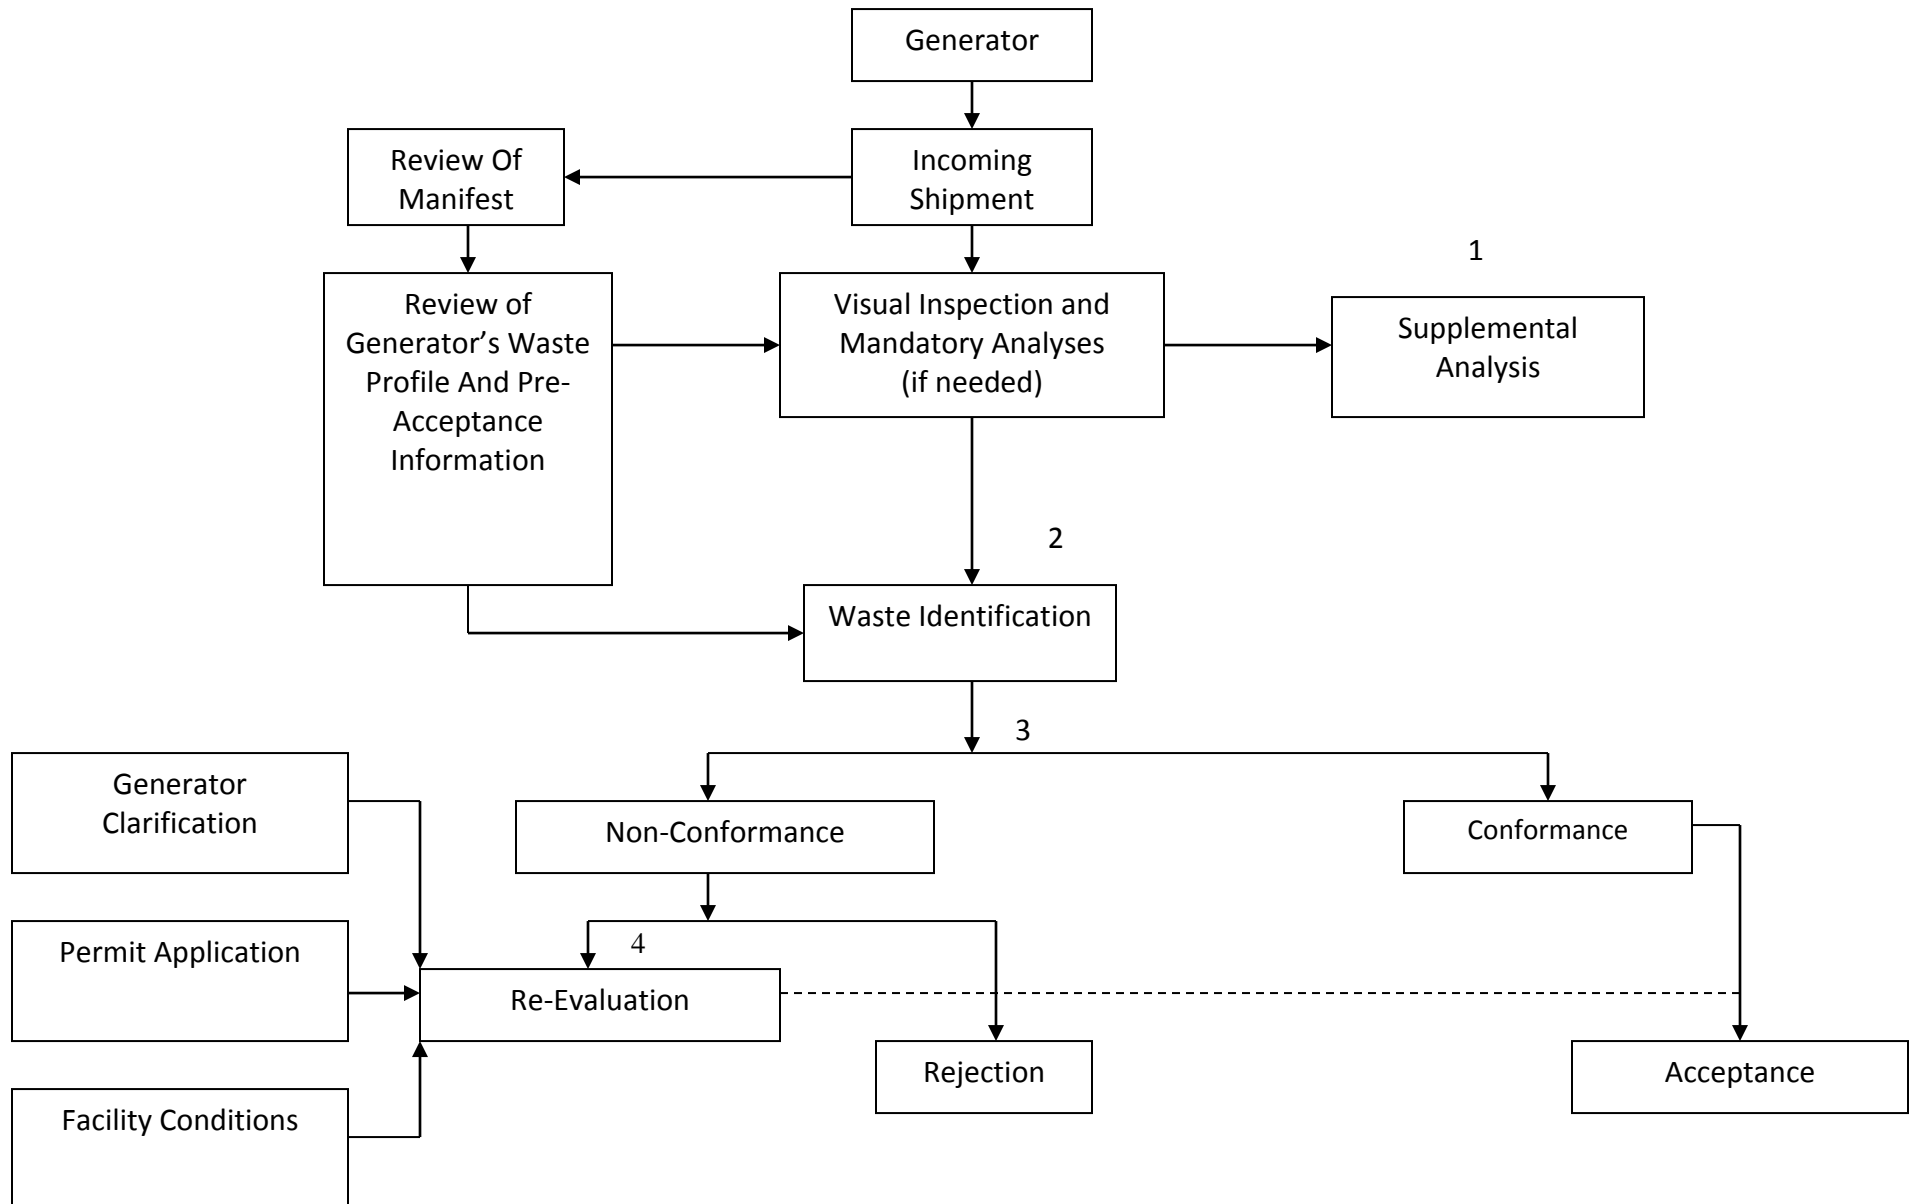 Generator
Review Of
Manifest
Incoming
Shipment
1
Review of
Generator’s Waste
Profile And Pre-
Acceptance
Information
Visual Inspection and
Mandatory Analyses
(if needed)
Supplemental
Analysis
2
Waste Identification
3
Generator
Clarification
Non-Conformance
Conformance
Permit Application
4
Re-Evaluation
Rejection
Acceptance
Facility Conditions